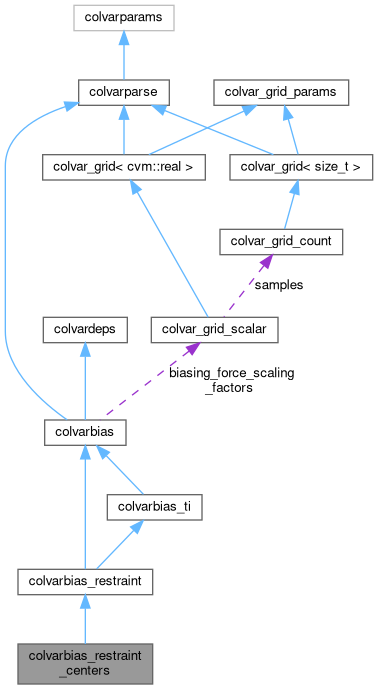 colvarparams
colvarparse
colvar_grid_params
colvar_grid< cvm::real >
colvar_grid< size_t >
colvar_grid_count
samples
colvardeps
colvar_grid_scalar
biasing_force_scaling
_factors
colvarbias
colvarbias_ti
colvarbias_restraint
colvarbias_restraint
_centers